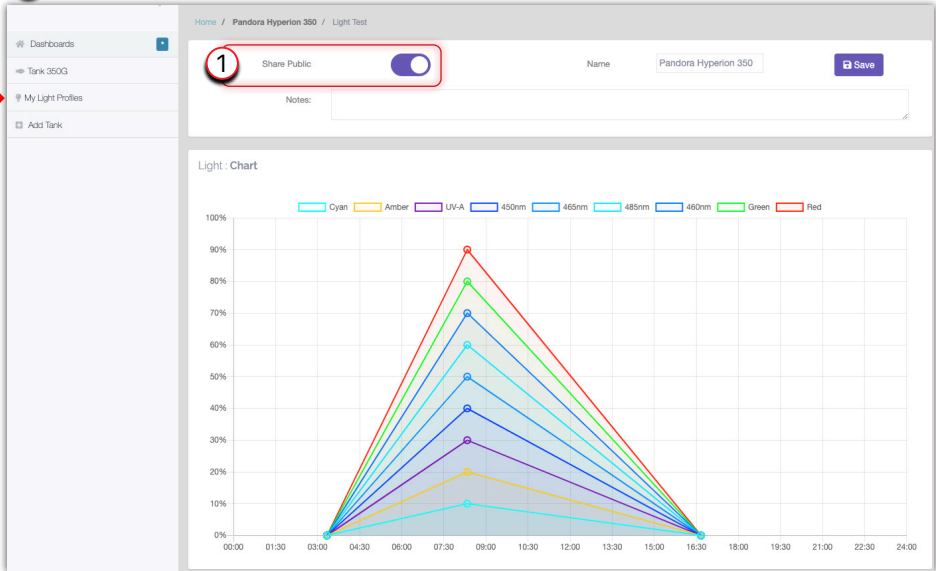 Home / Pandora Hyperion 350 / Light Test
Dashboards
Tank 350G
My Light Profiles
Add Tank
1
Share Public
Name
Pandora Hyperion 350
Save
Notes:
Light : Chart
Cyan Amber UV-A 450nm 465nm 485nm 460nm Green Red
100%
90%
80%
70%
60%
50%
40%
30%
20%
10%
0%
00:00 01:30 03:00 04:30 06:00 07:30 09:00 10:30 12:00 13:30 15:00 16:30 18:00 19:30 21:00 22:30 24:00